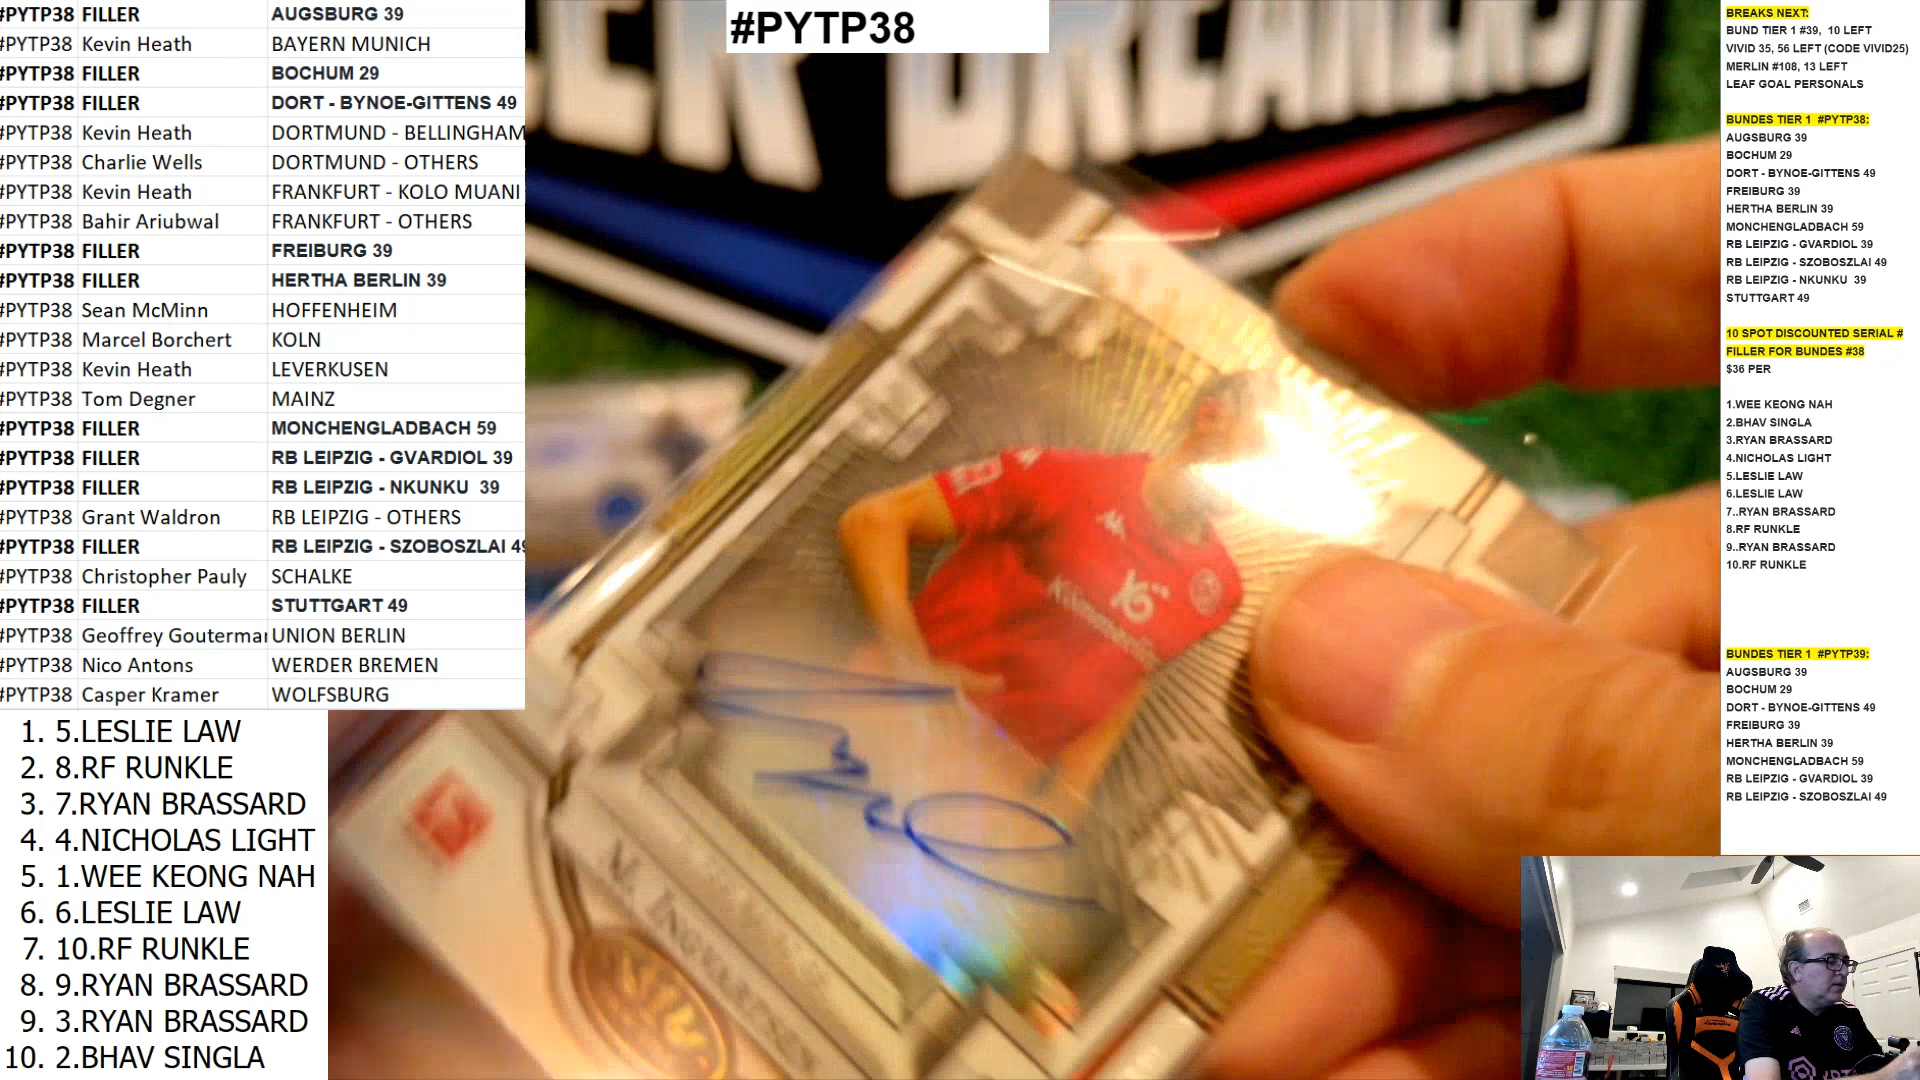 #PYTP38 FILLER AUGSBURG 39
#PYTP38 Kevin Heath BAYERN MUNICH
#PYTP38 FILLER BOCHUM 29
#PYTP38 FILLER DORT - BYNOE-GITTENS 49
#PYTP38 Kevin Heath DORTMUND - BELLINGHAM
#PYTP38 Charlie Wells DORTMUND - OTHERS
#PYTP38 Kevin Heath FRANKFURT - KOLO MUANI
#PYTP38 Bahir Ariubwal FRANKFURT - OTHERS
#PYTP38 FILLER FREIBURG 39
#PYTP38 FILLER HERTHA BERLIN 39
#PYTP38 Sean McMinn HOFFENHEIM
#PYTP38 Marcel Borchert KOLN
#PYTP38 Kevin Heath LEVERKUSEN
#PYTP38 Tom Degner MAINZ
#PYTP38 FILLER MONCHENGLADBACH 59
#PYTP38 FILLER RB LEIPZIG - GVARDIOL 39
#PYTP38 FILLER RB LEIPZIG - NKUNKU 39
#PYTP38 Grant Waldron RB LEIPZIG - OTHERS
#PYTP38 FILLER RB LEIPZIG - SZOBOSZLAI 49
#PYTP38 Christopher Pauly SCHALKE
#PYTP38 FILLER STUTTGART 49
#PYTP38 Geoffrey Gouterman UNION BERLIN
#PYTP38 Nico Antons WERDER BREMEN
#PYTP38 Casper Kramer WOLFSBURG
1. 5.LESLIE LAW
2. 8.RF RUNKLE
3. 7.RYAN BRASSARD
4. 4.NICHOLAS LIGHT
5. 1.WEE KEONG NAH
6. 6.LESLIE LAW
7. 10.RF RUNKLE
8. 9.RYAN BRASSARD
9. 3.RYAN BRASSARD
10. 2.BHAV SINGLA
#PYTP38
BREAKS NEXT:
BUND TIER 1 #39, 10 LEFT
VIVID 35, 56 LEFT (CODE VIVID25)
MERLIN #108, 13 LEFT
LEAF GOAL PERSONALS
BUNDES TIER 1 #PYTP38:
AUGSBURG 39
BOCHUM 29
DORT - BYNOE-GITTENS 49
FREIBURG 39
HERTHA BERLIN 39
MONCHENGLADBACH 59
RB LEIPZIG - GVARDIOL 39
RB LEIPZIG - SZOBOSZLAI 49
RB LEIPZIG - NKUNKU 39
STUTTGART 49
10 SPOT DISCOUNTED SERIAL #
FILLER FOR BUNDES #38
$36 PER
1.WEE KEONG NAH
2.BHAV SINGLA
3.RYAN BRASSARD
4.NICHOLAS LIGHT
5.LESLIE LAW
6.LESLIE LAW
7..RYAN BRASSARD
8.RF RUNKLE
9..RYAN BRASSARD
10.RF RUNKLE
BUNDES TIER 1 #PYTP39:
AUGSBURG 39
BOCHUM 29
DORT - BYNOE-GITTENS 49
FREIBURG 39
HERTHA BERLIN 39
MONCHENGLADBACH 59
RB LEIPZIG - GVARDIOL 39
RB LEIPZIG - SZOBOSZLAI 49